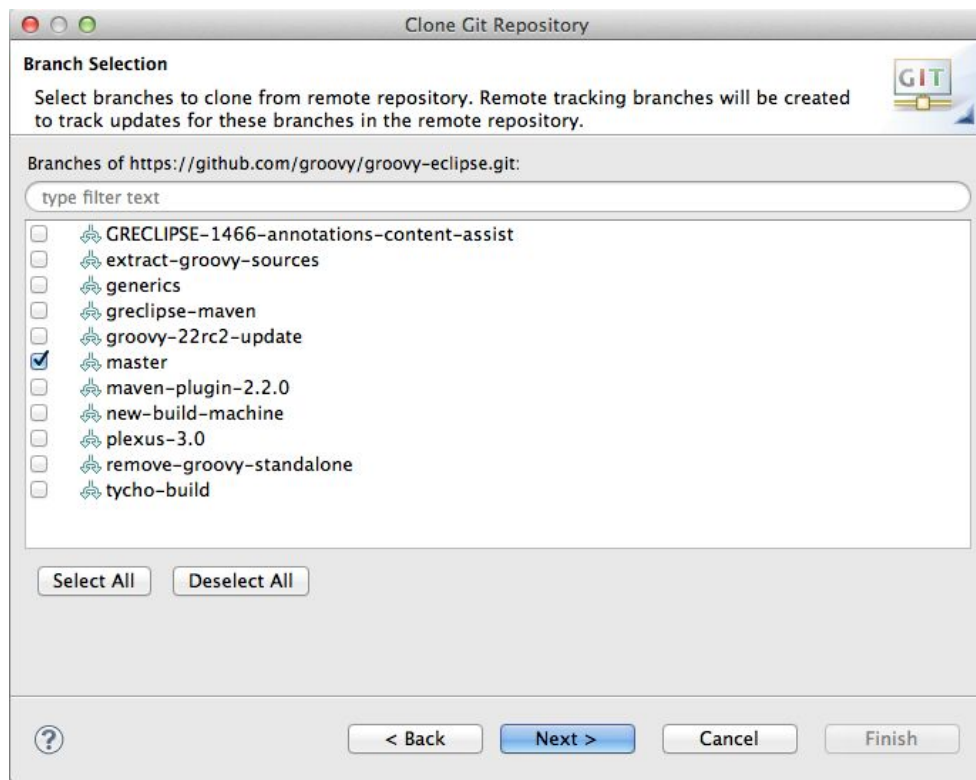 Clone Git Repository
Branch Selection
Select branches to clone from remote repository. Remote tracking branches will be created
to track updates for these branches in the remote repository.
GIT
Branches of https://github.com/groovy/groovy-eclipse.git:
type filter text
GRECLIPSE-1466-annotations-content-assist
extract-groovy-sources
generics
greclipse-maven
groovy-22rc2-update
master
maven-plugin-2.2.0
new-build-machine
plexus-3.0
remove-groovy-standalone
tycho-build
Select All Deselect All
? < Back Next > Cancel Finish